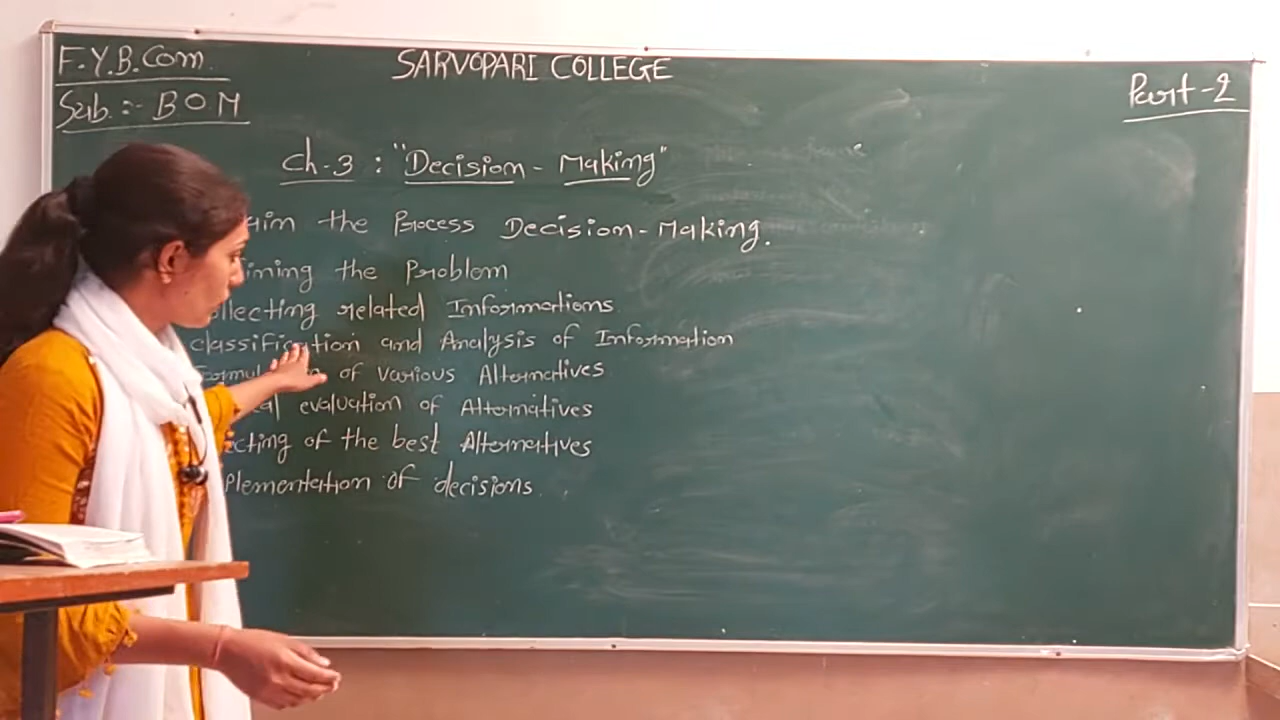 F.Y.B.Com.
SARVOPARI COLLEGE
Part-2
Sub. :- BOM
Ch-3 : "Decision - Making"
the Process Decision-Making.
the Problem
related Informations.
classification and Analysis of Information
of Various Alternatives
evaluation of Alternatives
of the best Alternatives
of decisions.